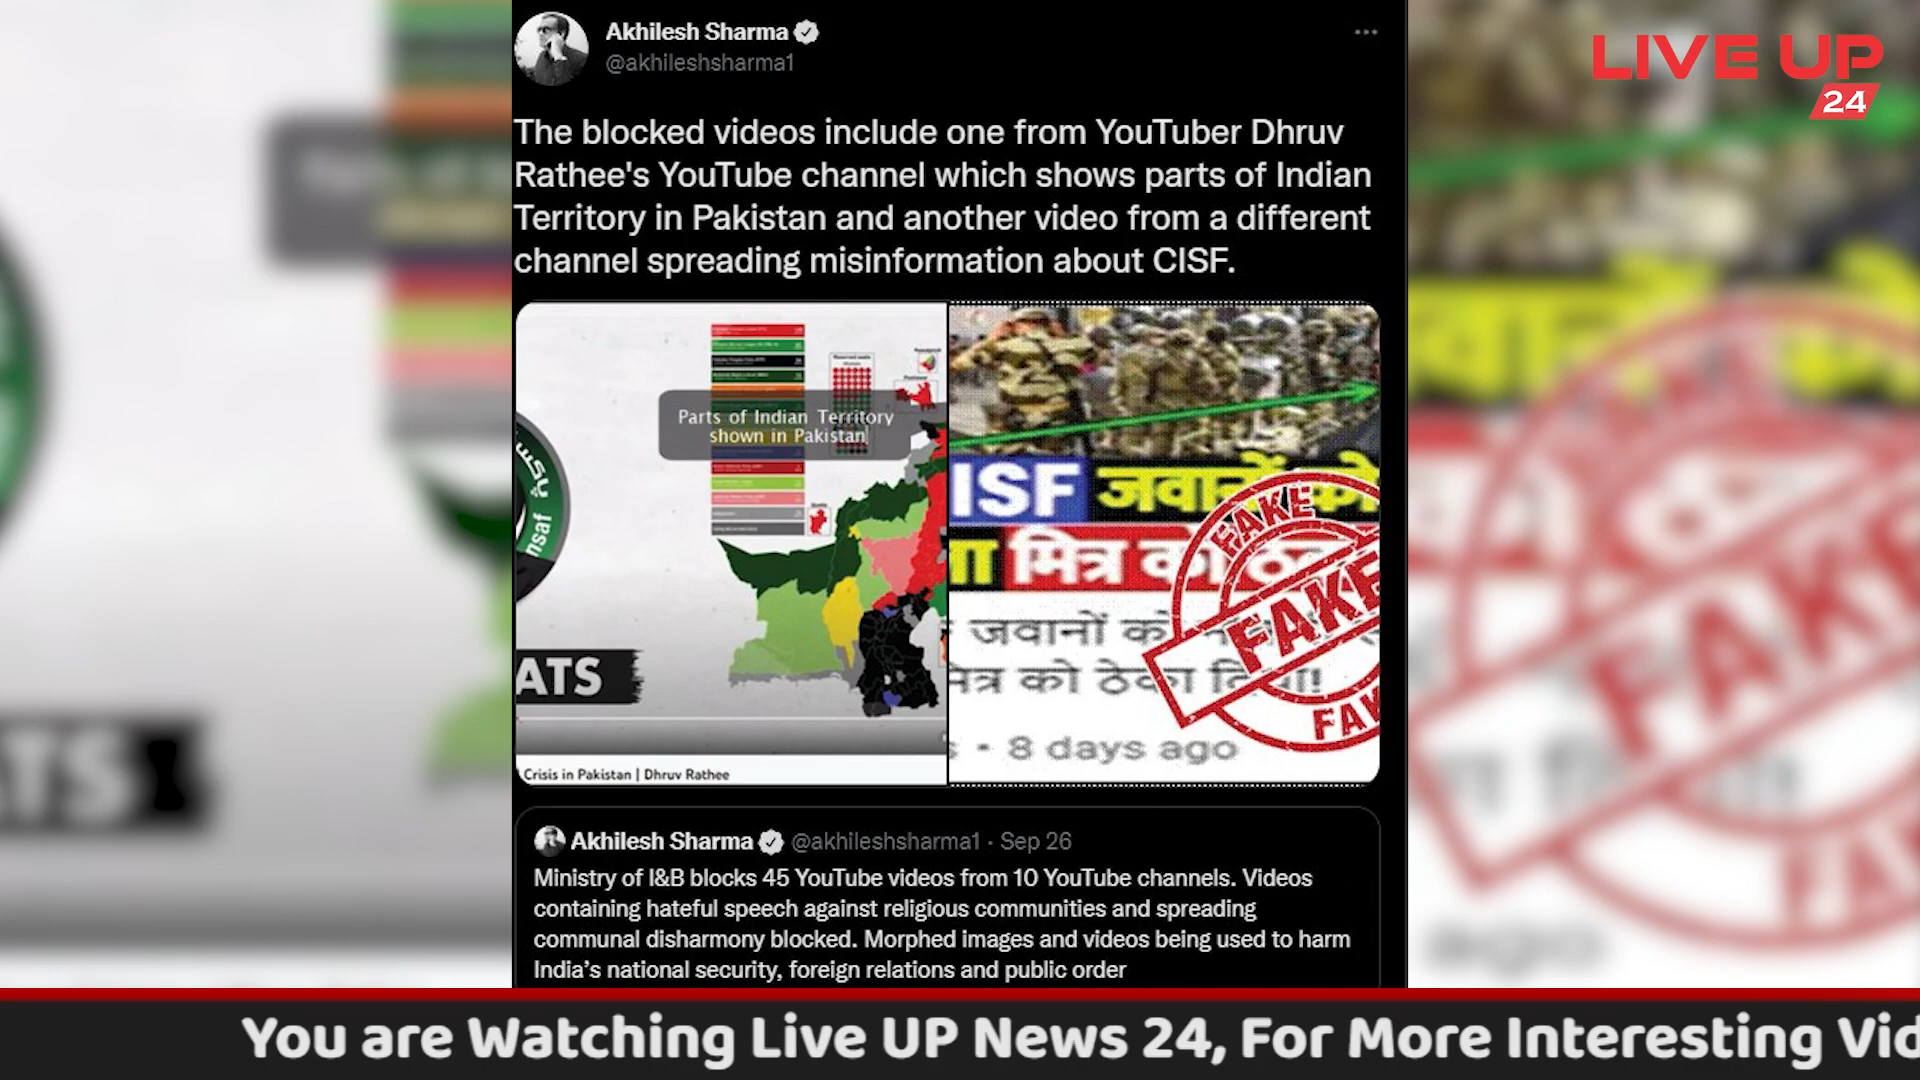 Akhilesh Sharma
@akhileshsharma1
LIVE UP
24
The blocked videos include one from YouTuber Dhruv
Rathee's YouTube channel which shows parts of Indian
Territory in Pakistan and another video from a different
channel spreading misinformation about CISF.
Parts of Indian Territory
shown in Pakistan
nsaf
ATS
Crisis in Pakistan | Dhruv Rathee
ISF जवानों को
मित्र को
जवानों को
मित्र को ठेका
8 days ago
FAKE
FAKE
FAK
Akhilesh Sharma @akhileshsharma1 · Sep 26
Ministry of I&B blocks 45 YouTube videos from 10 YouTube channels. Videos
containing hateful speech against religious communities and spreading
communal disharmony blocked. Morphed images and videos being used to harm
India's national security, foreign relations and public order
You are Watching Live UP News 24, For More Interesting Vid